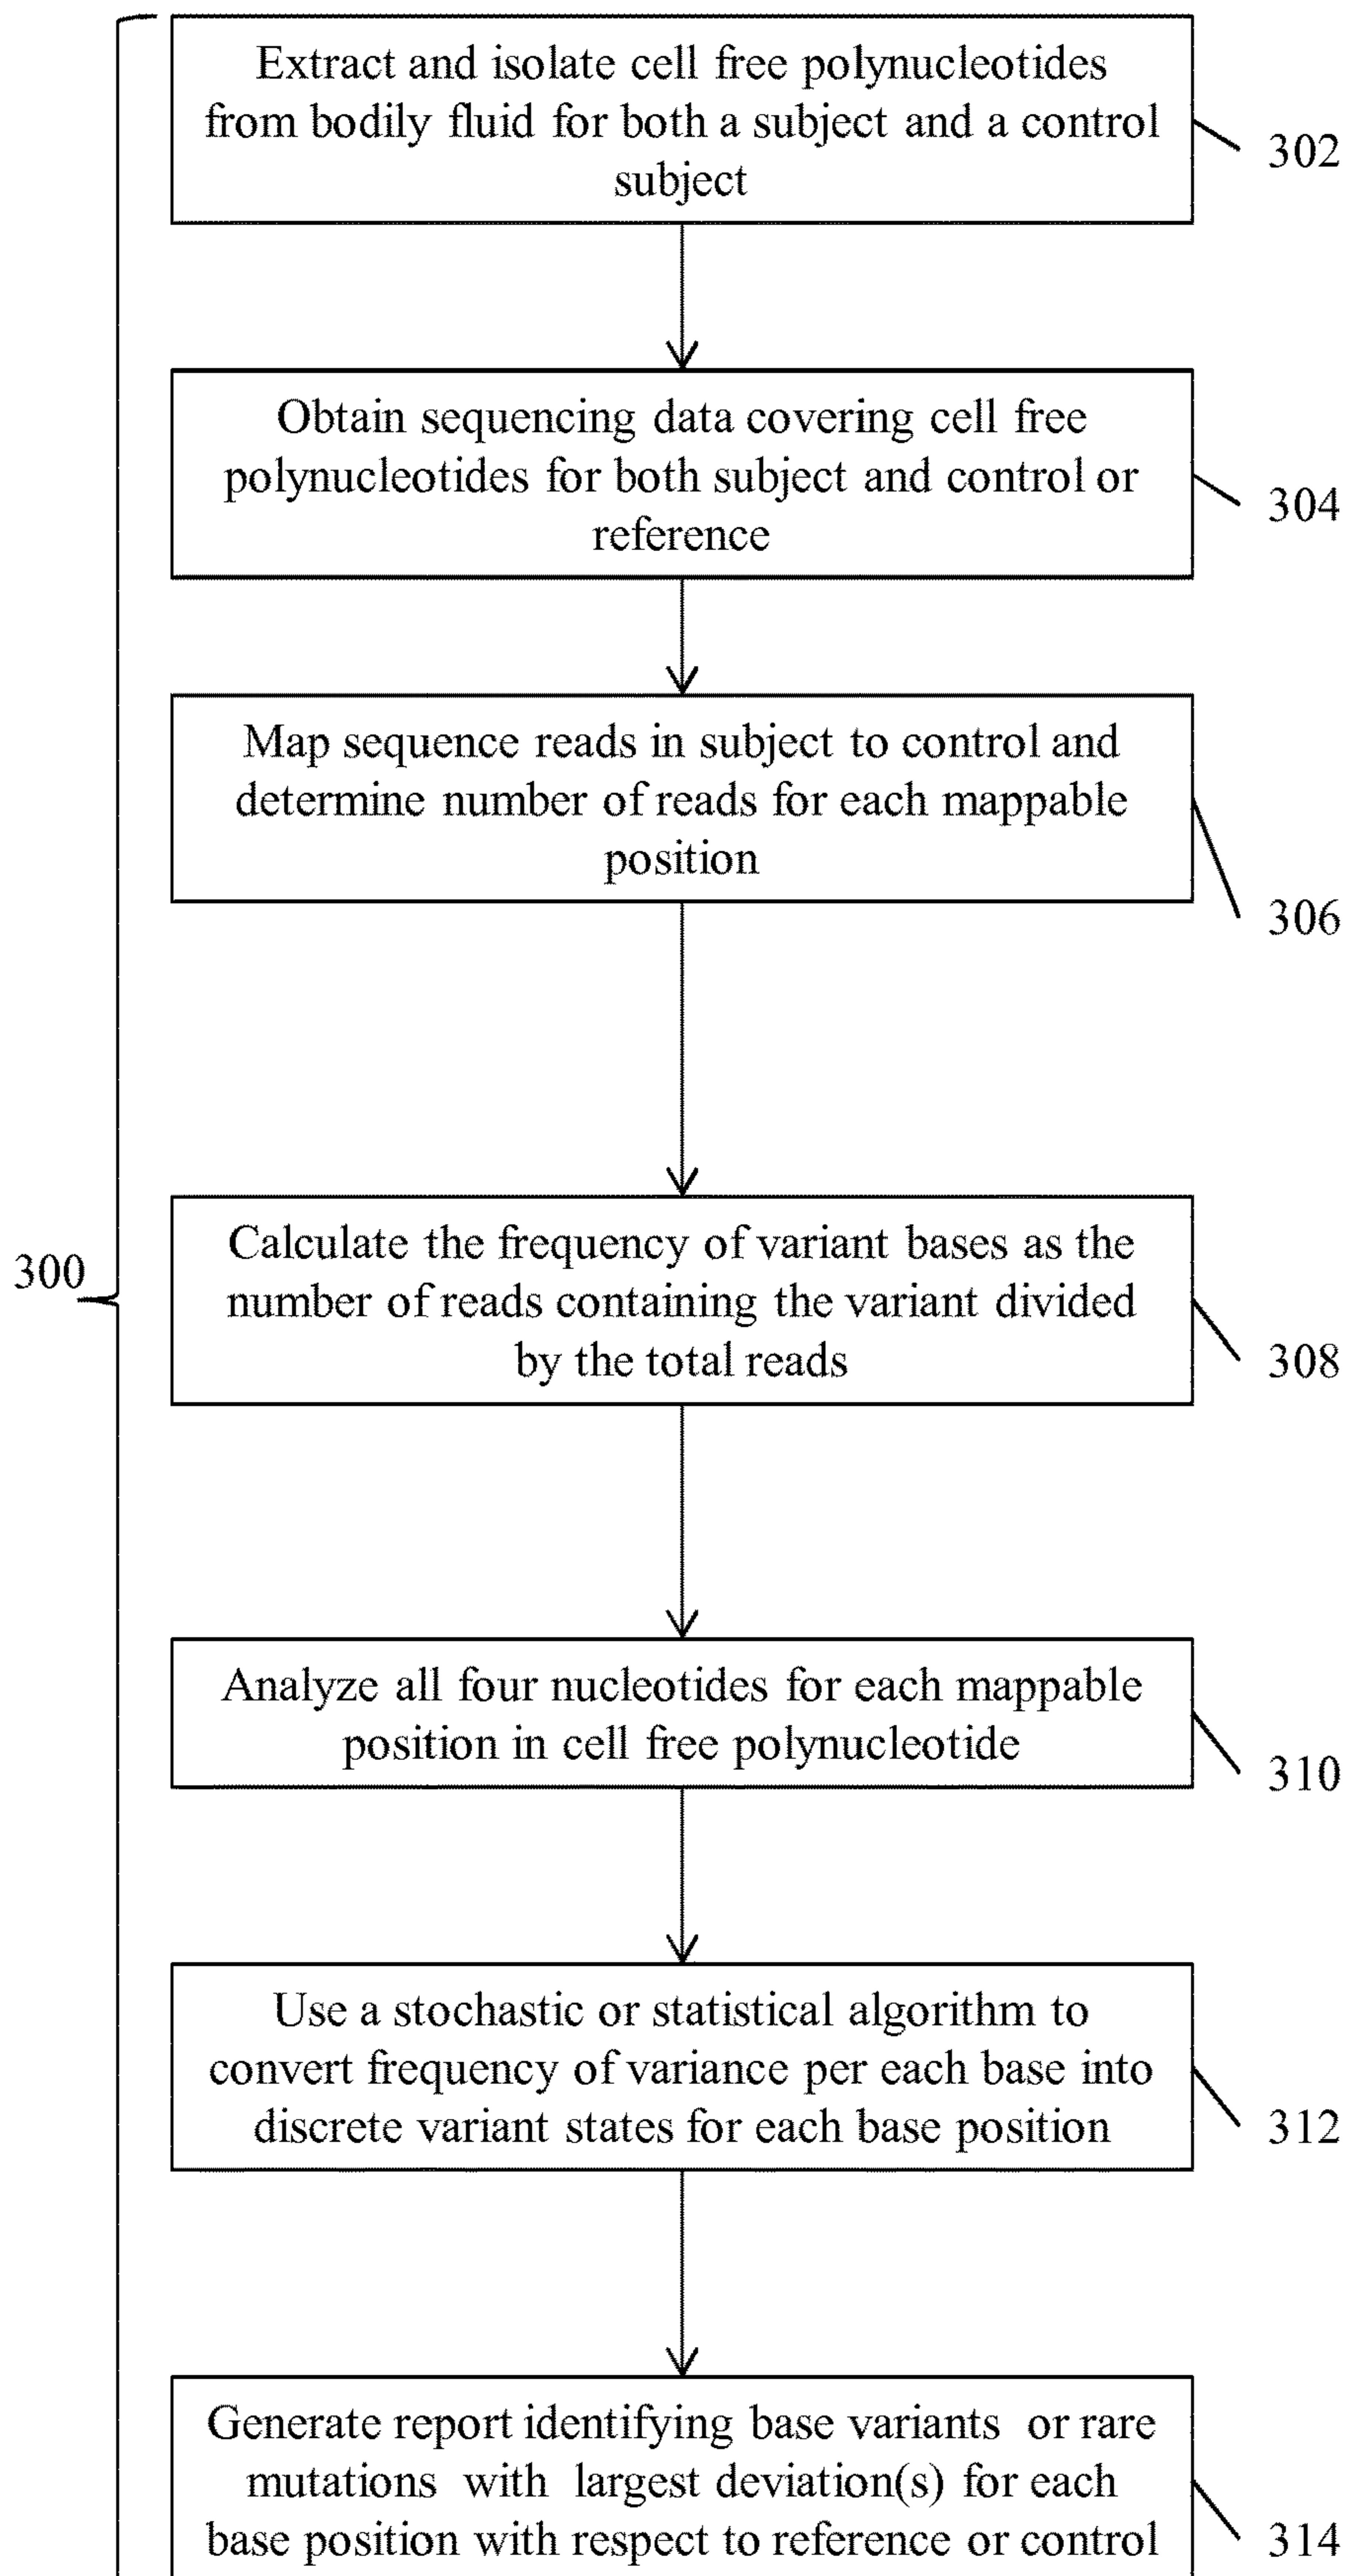 Extract and isolate cell free polynucleotides
from bodily fluid for both a subject and a control
subject
302
Obtain sequencing data covering cell free
polynucleotides for both subject and control or
reference
304
Map sequence reads in subject to control and
determine number of reads for each mappable
position
306
300
Calculate the frequency of variant bases as the
number of reads containing the variant divided
by the total reads
308
Analyze all four nucleotides for each mappable
position in cell free polynucleotide
310
Use a stochastic or statistical algorithm to
convert frequency of variance per each base into
discrete variant states for each base position
312
Generate report identifying base variants or rare
mutations with largest deviation(s) for each
base position with respect to reference or control
314